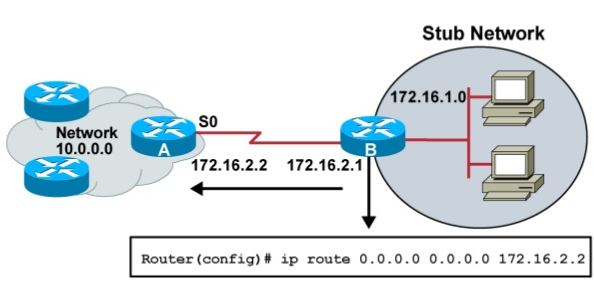 Stub Network
172.16.1.0
S0
Network
10.0.0.0
A
B
172.16.2.2
172.16.2.1
Router(config)# ip route 0.0.0.0 0.0.0.0 172.16.2.2